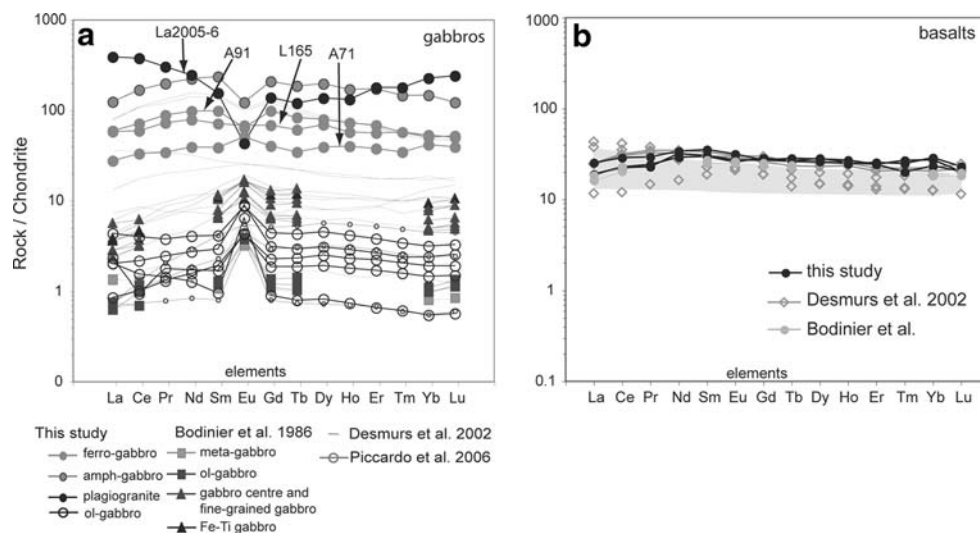 a
gabbros
La2005-6
A91
L165
A71
Rock / Chondrite
1000
100
10
1
0
elements
La Ce Pr Nd Sm Eu Gd Tb Dy Ho Er Tm Yb Lu
This study
ferro-gabbro
amph-gabbro
plagiogranite
ol-gabbro
Bodinier et al. 1986
meta-gabbro
ol-gabbro
gabbro centre and
fine-grained gabbro
Fe-Ti gabbro
Desmurs et al. 2002
Piccardo et al. 2006
b
basalts
1000
100
10
1
0.1
this study
Desmurs et al. 2002
Bodinier et al.
elements
La Ce Pr Nd Sm Eu Gd Tb Dy Ho Er Tm Yb Lu